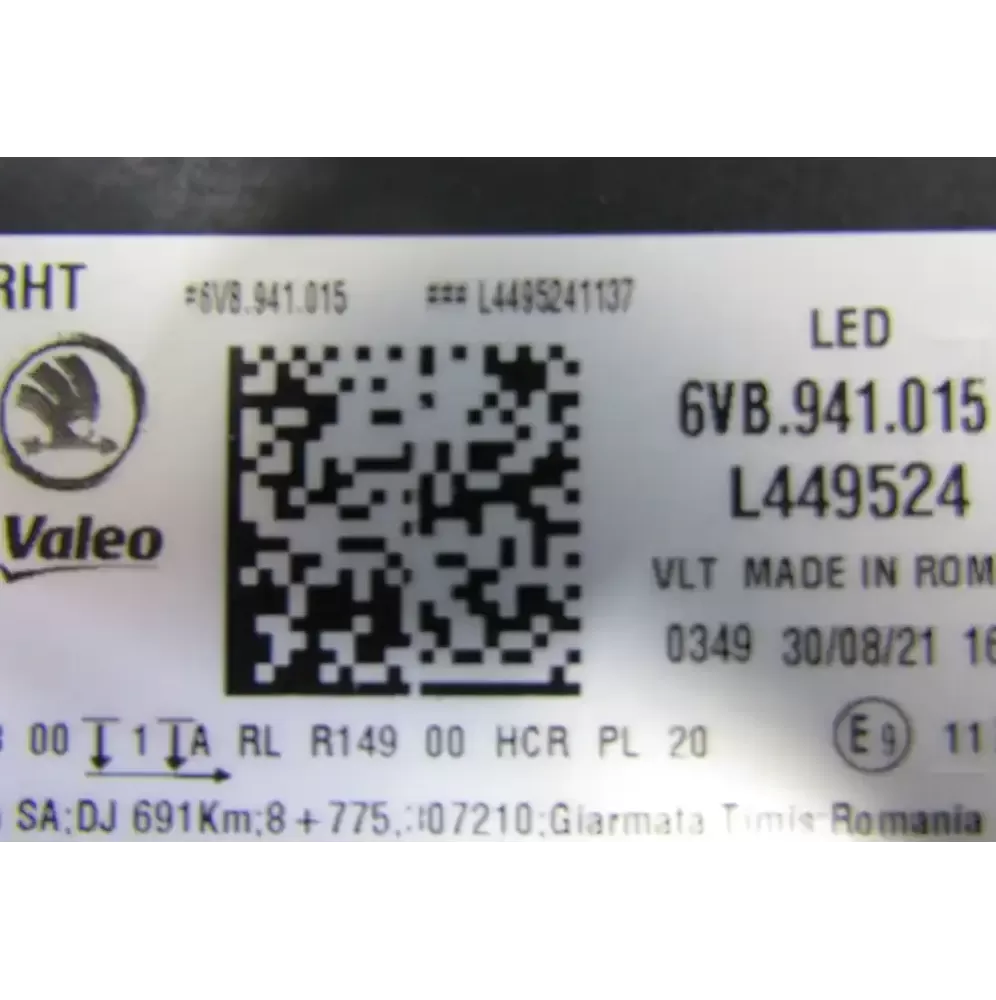 RHT
#6VB.941.015 ### L4495241137
LED
6VB.941.015
L449524
Valeo
VLT MADE IN ROM
0349 30/08/21 16
00 1 A RL R149 00 HCR PL 20 E9 11
SA;DJ 691Km;8+775, 307210;Giarmata Timis-Romania